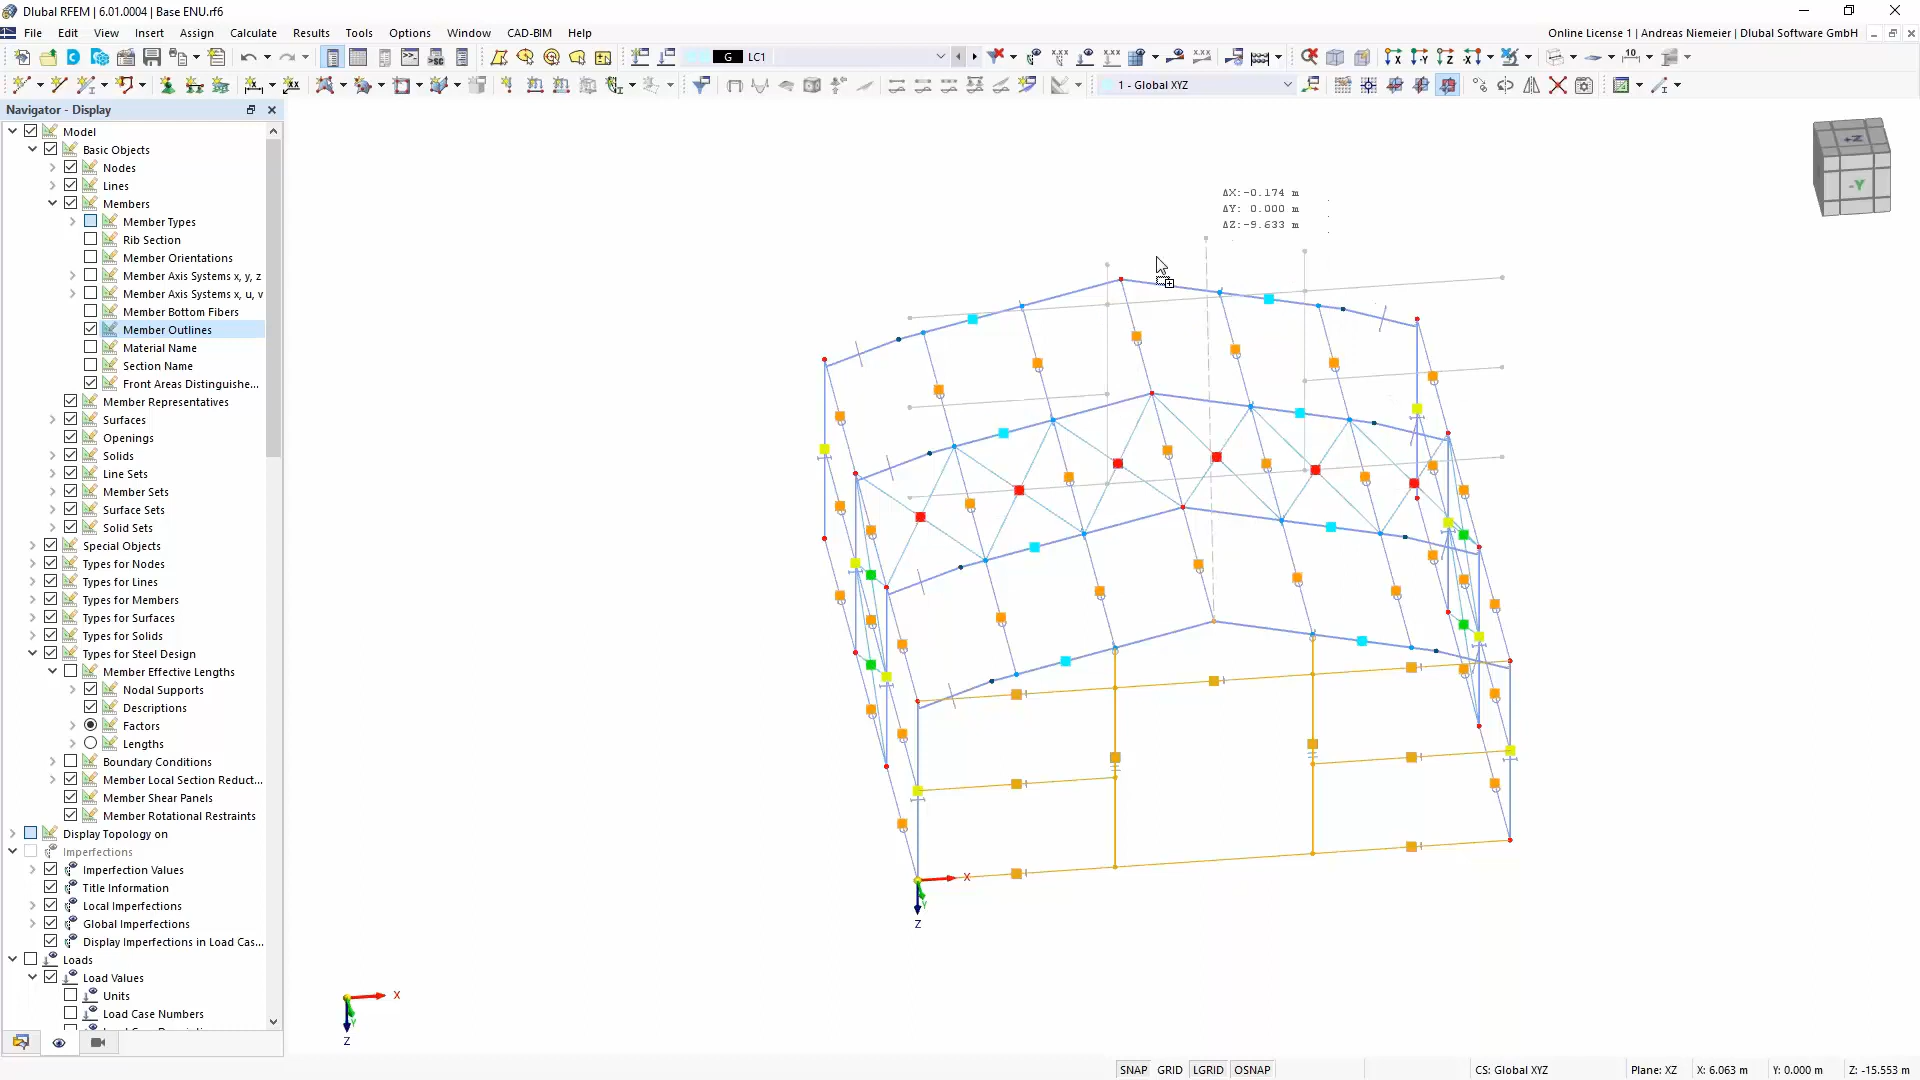 Dlubal RFEM | 6.01.0004 | Base ENU.rf6
File Edit View Insert Assign Calculate Results Tools Options Window CAD-BIM Help
Online License 1 | Andreas Niemeier | Dlubal Software GmbH
G LC1
1 - Global XYZ
Navigator - Display
Model
Basic Objects
Nodes
Lines
Members
Member Types
Rib Section
Member Orientations
Member Axis Systems x, y, z
Member Axis Systems x, u, v
Member Bottom Fibers
Member Outlines
Material Name
Section Name
Front Areas Distinguishe...
Member Representatives
Surfaces
Openings
Solids
Line Sets
Member Sets
Surface Sets
Solid Sets
Special Objects
Types for Nodes
Types for Lines
Types for Members
Types for Surfaces
Types for Solids
Types for Steel Design
Member Effective Lengths
Nodal Supports
Descriptions
Factors
Lengths
Boundary Conditions
Member Local Section Reduct...
Member Shear Panels
Member Rotational Restraints
Display Topology on
Imperfections
Imperfection Values
Title Information
Local Imperfections
Global Imperfections
Display Imperfections in Load Cas...
Loads
Load Values
Units
Load Case Numbers
ΔX:-0.174 m
ΔY: 0.000 m
ΔZ:-9.633 m
+Z
-Y
X
Y
Z
X
Y
Z
SNAP GRID LGRID OSNAP
CS: Global XYZ
Plane: XZ
X: 6.063 m
Y: 0.000 m
Z: -15.553 m